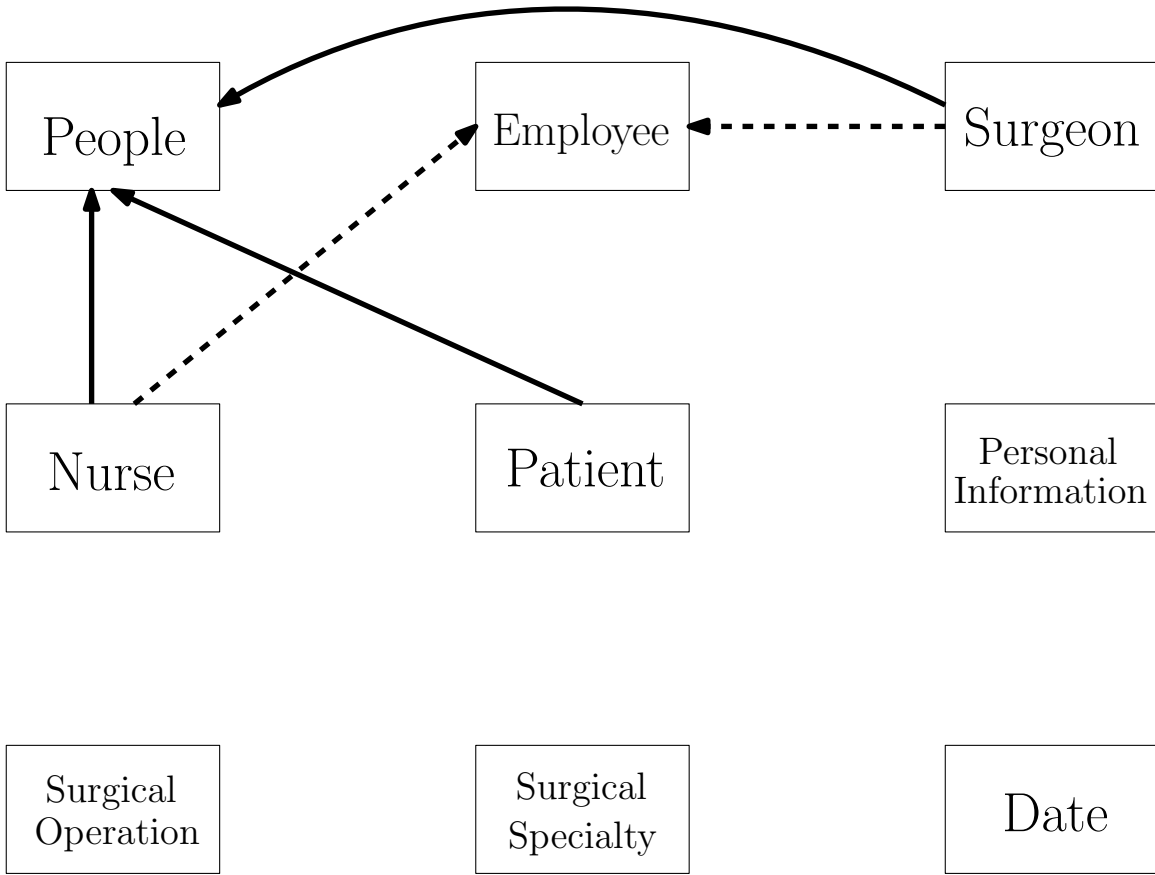 People
Employee
Surgeon
Nurse
Patient
Personal
Information
Surgical
Operation
Surgical
Specialty
Date